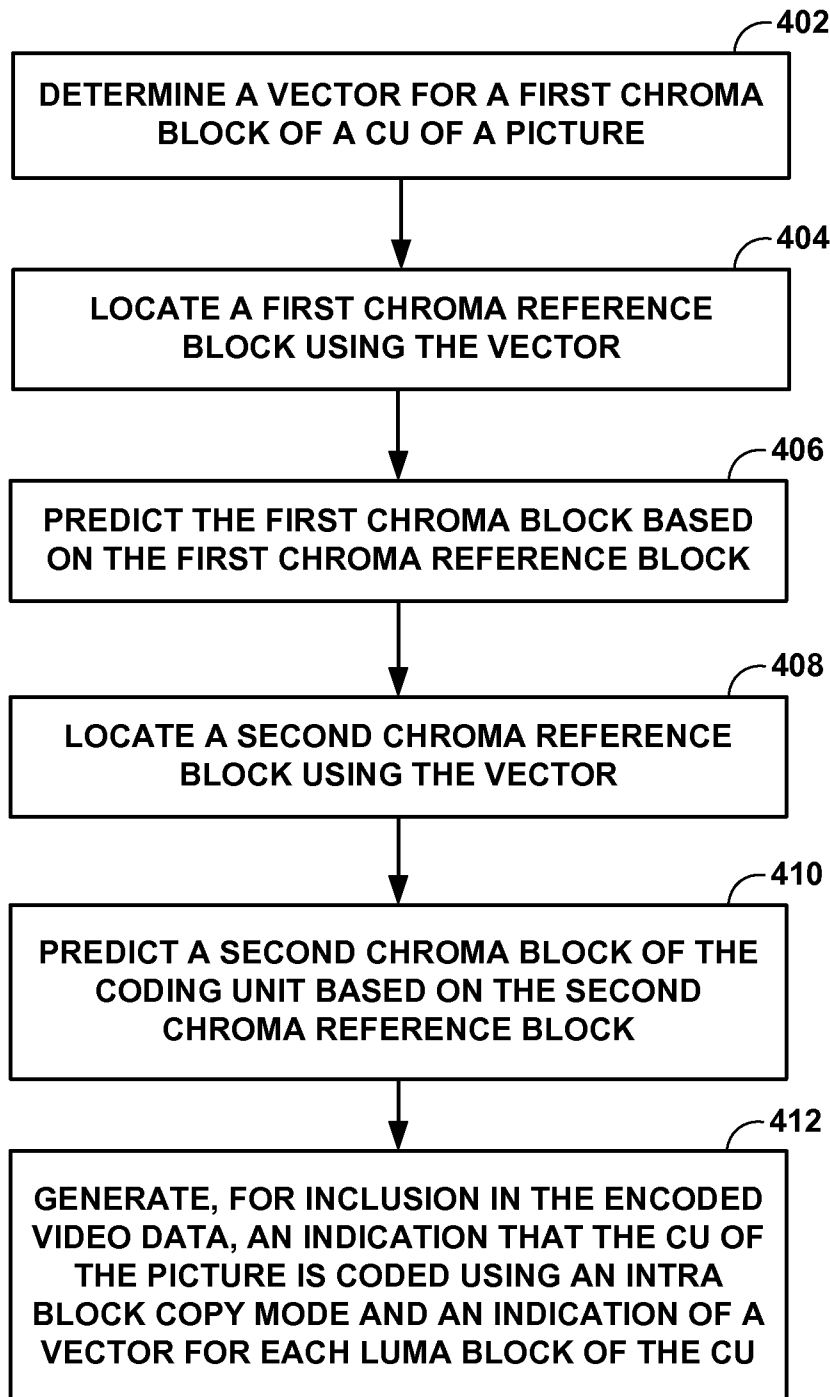 402
DETERMINE A VECTOR FOR A FIRST CHROMA
BLOCK OF A CU OF A PICTURE
404
LOCATE A FIRST CHROMA REFERENCE
BLOCK USING THE VECTOR
406
PREDICT THE FIRST CHROMA BLOCK BASED
ON THE FIRST CHROMA REFERENCE BLOCK
408
LOCATE A SECOND CHROMA REFERENCE
BLOCK USING THE VECTOR
410
PREDICT A SECOND CHROMA BLOCK OF THE
CODING UNIT BASED ON THE SECOND
CHROMA REFERENCE BLOCK
412
GENERATE, FOR INCLUSION IN THE ENCODED
VIDEO DATA, AN INDICATION THAT THE CU OF
THE PICTURE IS CODED USING AN INTRA
BLOCK COPY MODE AND AN INDICATION OF A
VECTOR FOR EACH LUMA BLOCK OF THE CU